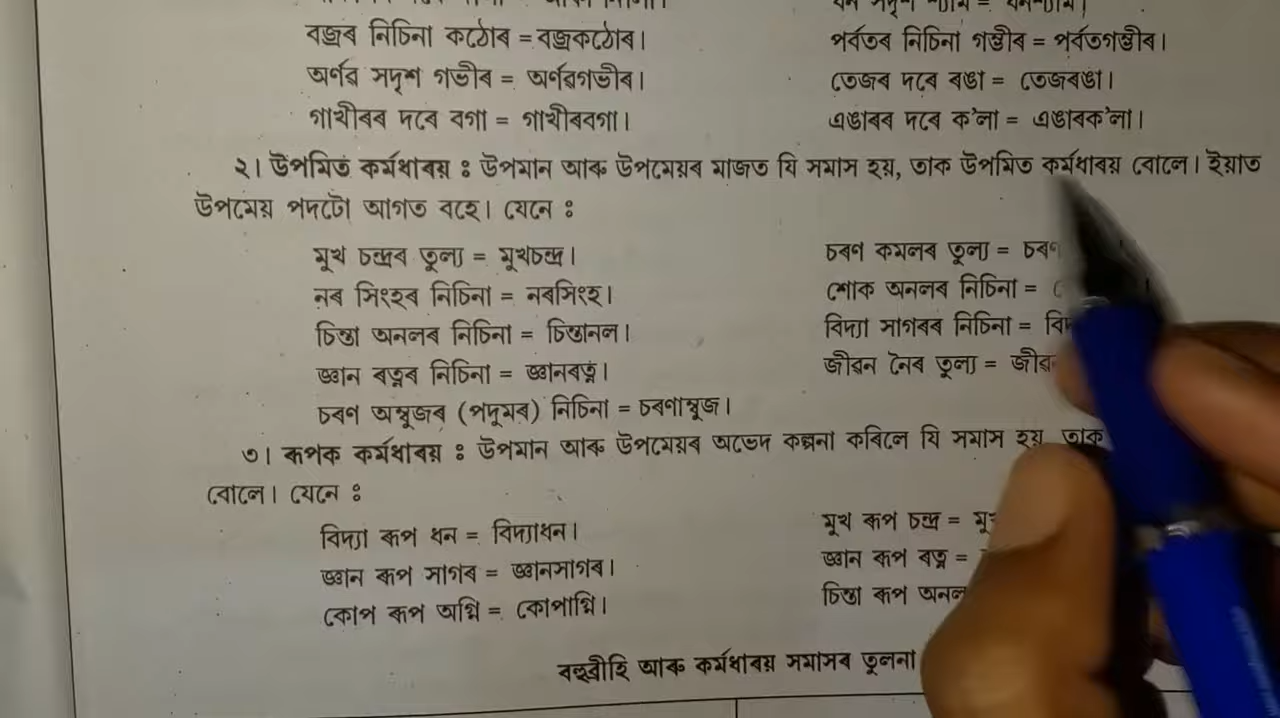 বজ্ৰৰ নিচিনা কঠোৰ = বজ্ৰকঠোৰ। পৰ্বতৰ নিচিনা গম্ভীৰ = পৰ্বতগম্ভীৰ।
অৰ্ণৱ সদৃশ গভীৰ = অৰ্ণৱগভীৰ। তেজৰ দৰে ৰঙা = তেজৰঙা।
গাখীৰৰ দৰে বগা = গাখীৰবগা। এঙাৰৰ দৰে ক'লা = এঙাৰক'লা।
২। উপমিত কৰ্মধাৰয় ঃ উপমান আৰু উপমেয়ৰ মাজত যি সমাস হয়, তাক উপমিত কৰ্মধাৰয় বোলে। ইয়াত
উপমেয় পদটো আগত বহে। যেনে ঃ
মুখ চন্দ্ৰৰ তুল্য = মুখচন্দ্ৰ। চৰণ কমলৰ তুল্য =
নৰ সিংহৰ নিচিনা = নৰসিংহ। শোক অনলৰ নিচিনা =
চিন্তা অনলৰ নিচিনা = চিন্তানল। বিদ্যা সাগৰৰ নিচিনা =
জ্ঞান ৰত্নৰ নিচিনা = জ্ঞানৰত্ন। জীৱন নৈৰ তুল্য =
চৰণ অম্বুজৰ (পদুমৰ) নিচিনা = চৰণাম্বুজ।
৩। ৰূপক কৰ্মধাৰয় ঃ উপমান আৰু উপমেয়ৰ অভেদ কল্পনা কৰিলে যি সমাস হয়, তাক
বোলে। যেনে ঃ
বিদ্যা ৰূপ ধন = বিদ্যাধন। মুখ ৰূপ চন্দ্ৰ =
জ্ঞান ৰূপ সাগৰ = জ্ঞানসাগৰ। জ্ঞান ৰূপ ৰত্ন =
কোপ ৰূপ অগ্নি = কোপাগ্নি। চিন্তা ৰূপ অনল
বহুব্ৰীহি আৰু কৰ্মধাৰয় সমাসৰ তুলনা